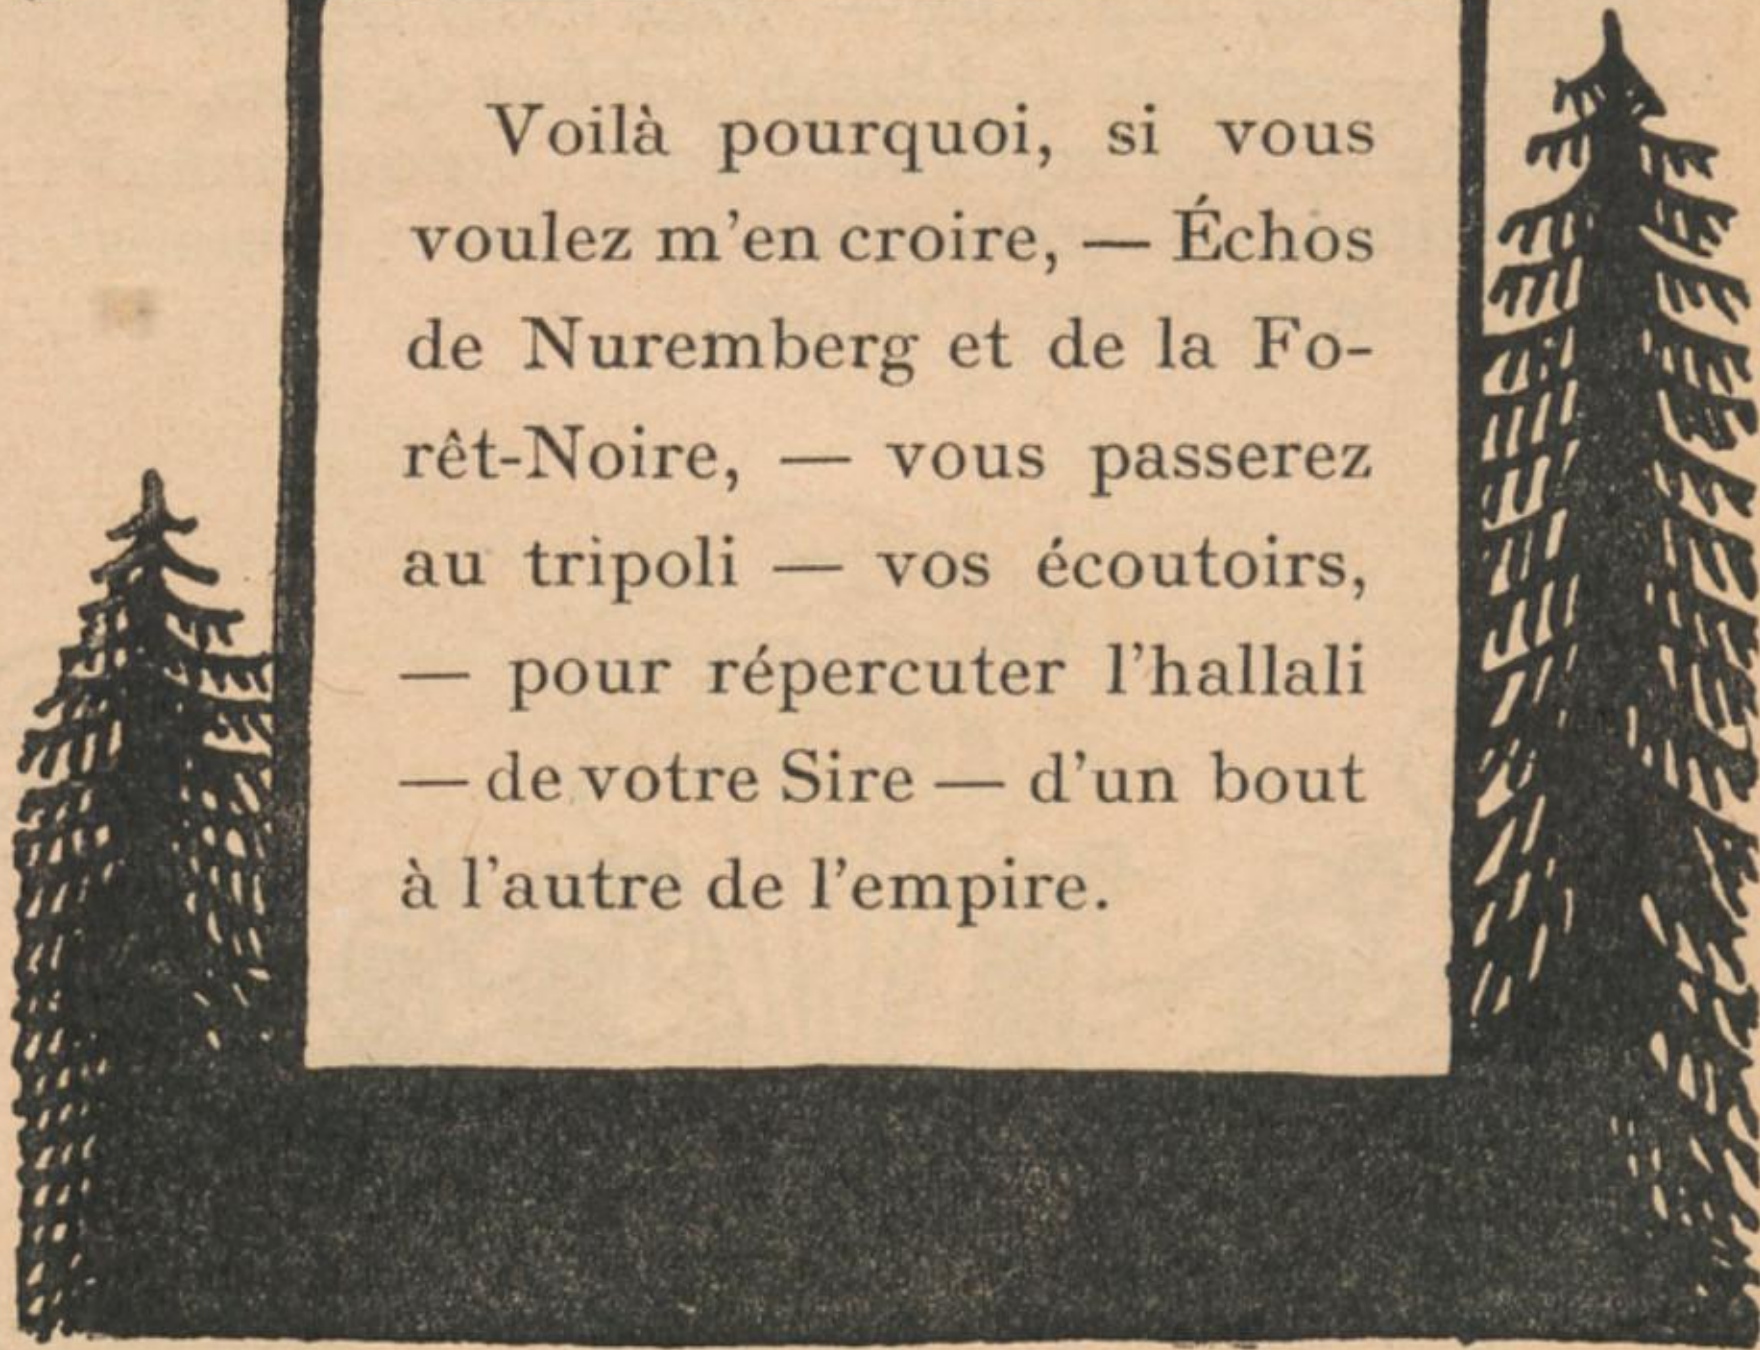 Voilà pourquoi, si vous
voulez m'en croire, — Échos
de Nuremberg et de la Fo-
rêt-Noire, — vous passerez
au tripoli — vos écoutoirs,
— pour répercuter l'hallali
— de votre Sire — d'un bout
à l'autre de l'empire.